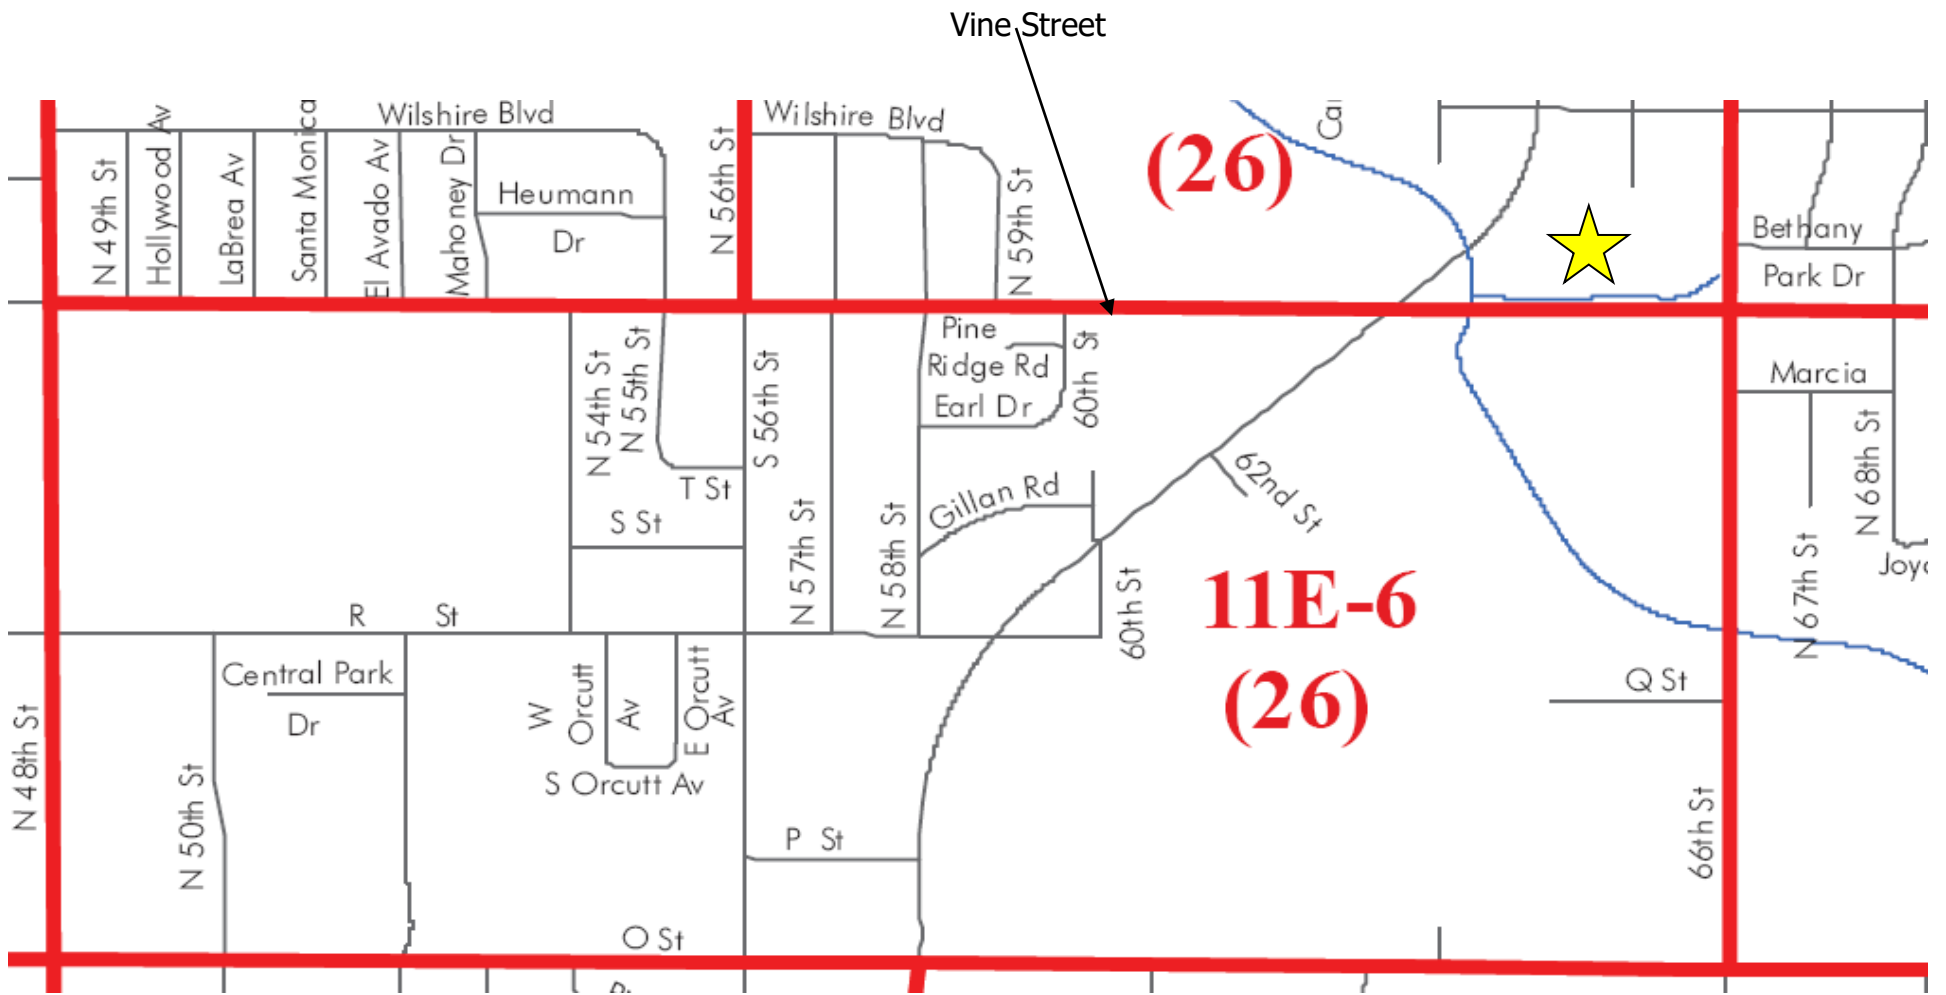 Vine Street
Wilshire Blvd
Wilshire Blvd
(26)
N 49th St
Hollywood Av
LaBrea Av
Santa Monica
El Avado Av
Mahoney Dr
Heumann
Dr
N 56th St
N 59th St
Bethany
Park Dr
Pine
Ridge Rd
Earl Dr
60th St
N 54th St
N 55th St
S 56th St
T St
S St
N 57th St
N 58th St
Gillan Rd
62nd St
60th St
11E-6
(26)
Marcia
N 68th St
N 67th St
R St
Central Park
Dr
W
Orcutt
Av
E Orcutt
Av
S Orcutt Av
Q St
N 48th St
N 50th St
P St
66th St
O St